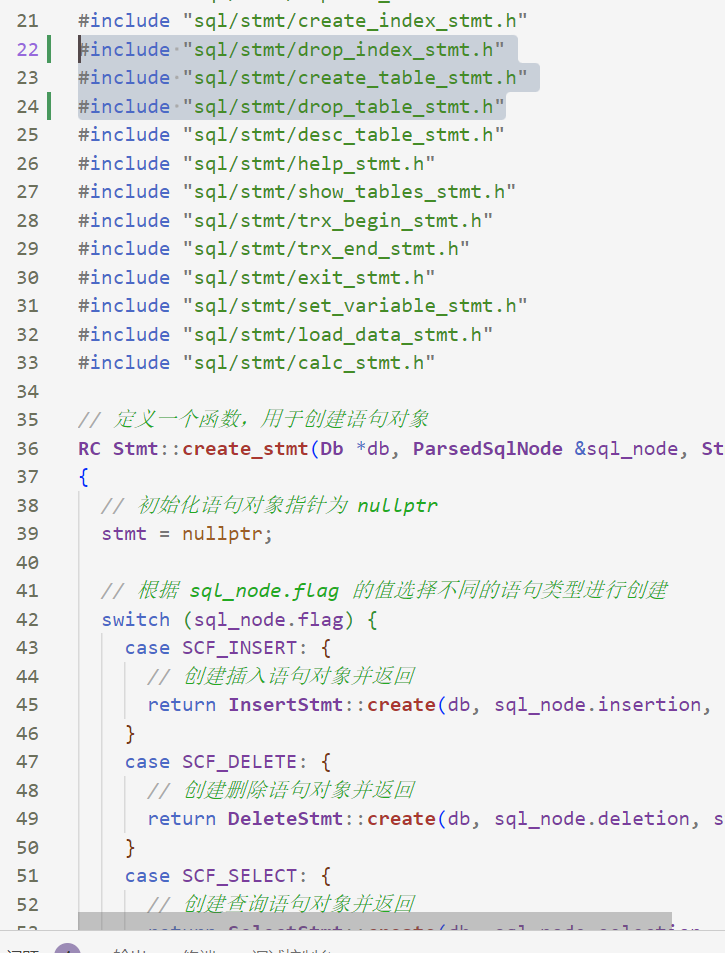 21 #include "sql/stmt/create_index_stmt.h"
22 #include "sql/stmt/drop_index_stmt.h"
23 #include "sql/stmt/create_table_stmt.h"
24 #include "sql/stmt/drop_table_stmt.h"
25 #include "sql/stmt/desc_table_stmt.h"
26 #include "sql/stmt/help_stmt.h"
27 #include "sql/stmt/show_tables_stmt.h"
28 #include "sql/stmt/trx_begin_stmt.h"
29 #include "sql/stmt/trx_end_stmt.h"
30 #include "sql/stmt/exit_stmt.h"
31 #include "sql/stmt/set_variable_stmt.h"
32 #include "sql/stmt/load_data_stmt.h"
33 #include "sql/stmt/calc_stmt.h"
34
35 // 定义一个函数，用于创建语句对象
36 RC Stmt::create_stmt(Db *db, ParsedSqlNode &sql_node, St
37 {
38 // 初始化语句对象指针为 nullptr
39 stmt = nullptr;
40
41 // 根据 sql_node.flag 的值选择不同的语句类型进行创建
42 switch (sql_node.flag) {
43 case SCF_INSERT: {
44 // 创建插入语句对象并返回
45 return InsertStmt::create(db, sql_node.insertion,
46 }
47 case SCF_DELETE: {
48 // 创建删除语句对象并返回
49 return DeleteStmt::create(db, sql_node.deletion, s
50 }
51 case SCF_SELECT: {
52 // 创建查询语句对象并返回